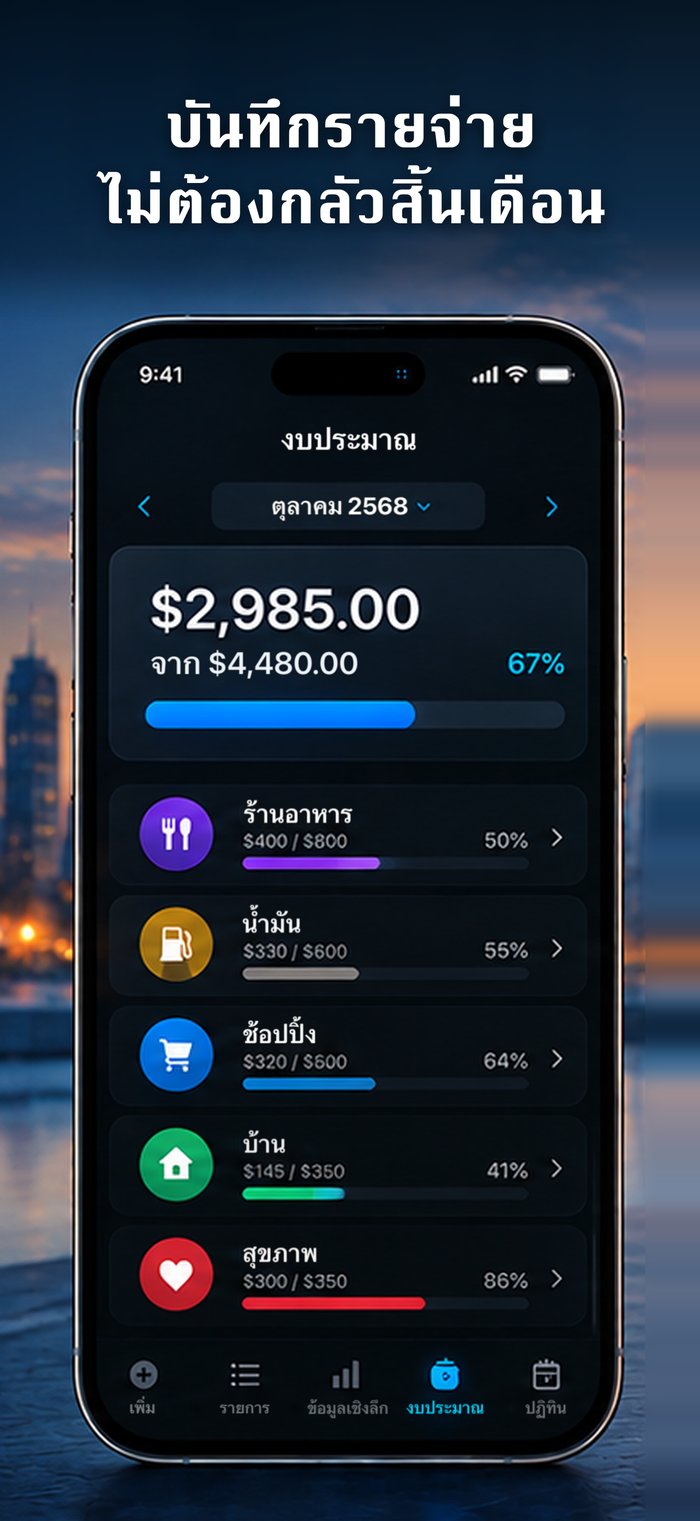 บันทึกรายจ่าย
ไม่ต้องกลัวสิ้นเดือน
9:41
งบประมาณ
ตุลาคม 2568
$2,985.00
จาก $4,480.00
67%
ร้านอาหาร
$400 / $800
50%
น้ำมัน
$330 / $600
55%
ช้อปปิ้ง
$320 / $600
64%
บ้าน
$145 / $350
41%
สุขภาพ
$300 / $350
86%
เพิ่ม
รายการ
ข้อมูลเชิงลึก
งบประมาณ
ปฏิทิน